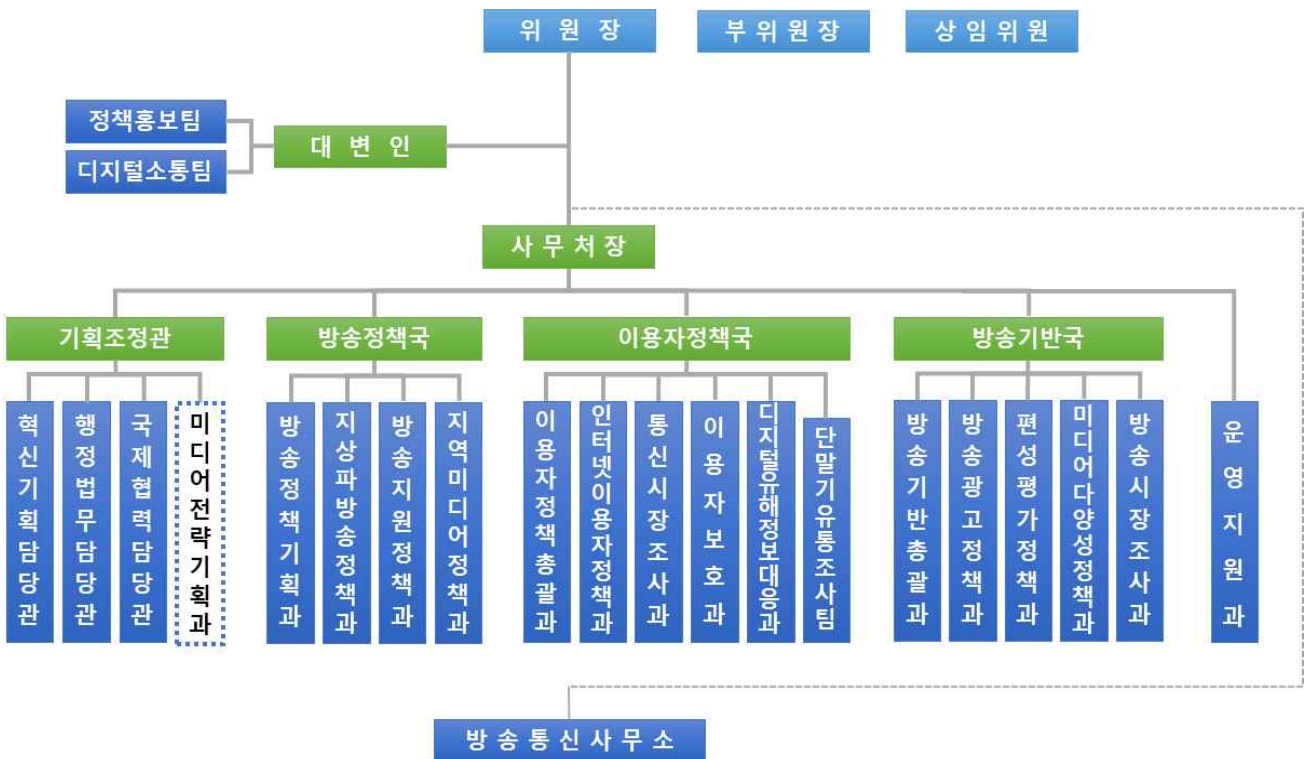 위 원 장
부 위 원 장
상 임 위 원
정책홍보팀
디지털소통팀
대 변 인
사 무 처 장
기획조정관
방송정책국
이용자정책국
방송기반국
혁신기획담당관
행정법무담당관
국제협력담당관
미디어전략기획과
방송정책기획과
지상파방송정책과
방송지원정책과
지역미디어정책과
이용자정책총괄과
인터넷이용자정책과
통신시장조사과
이용자보호과
디지털유해정보대응과
단말기유통조사팀
방송기반총괄과
방송광고정책과
편성평가정책과
미디어다양성정책과
방송시장조사과
운영지원과
방 송 통 신 사 무 소